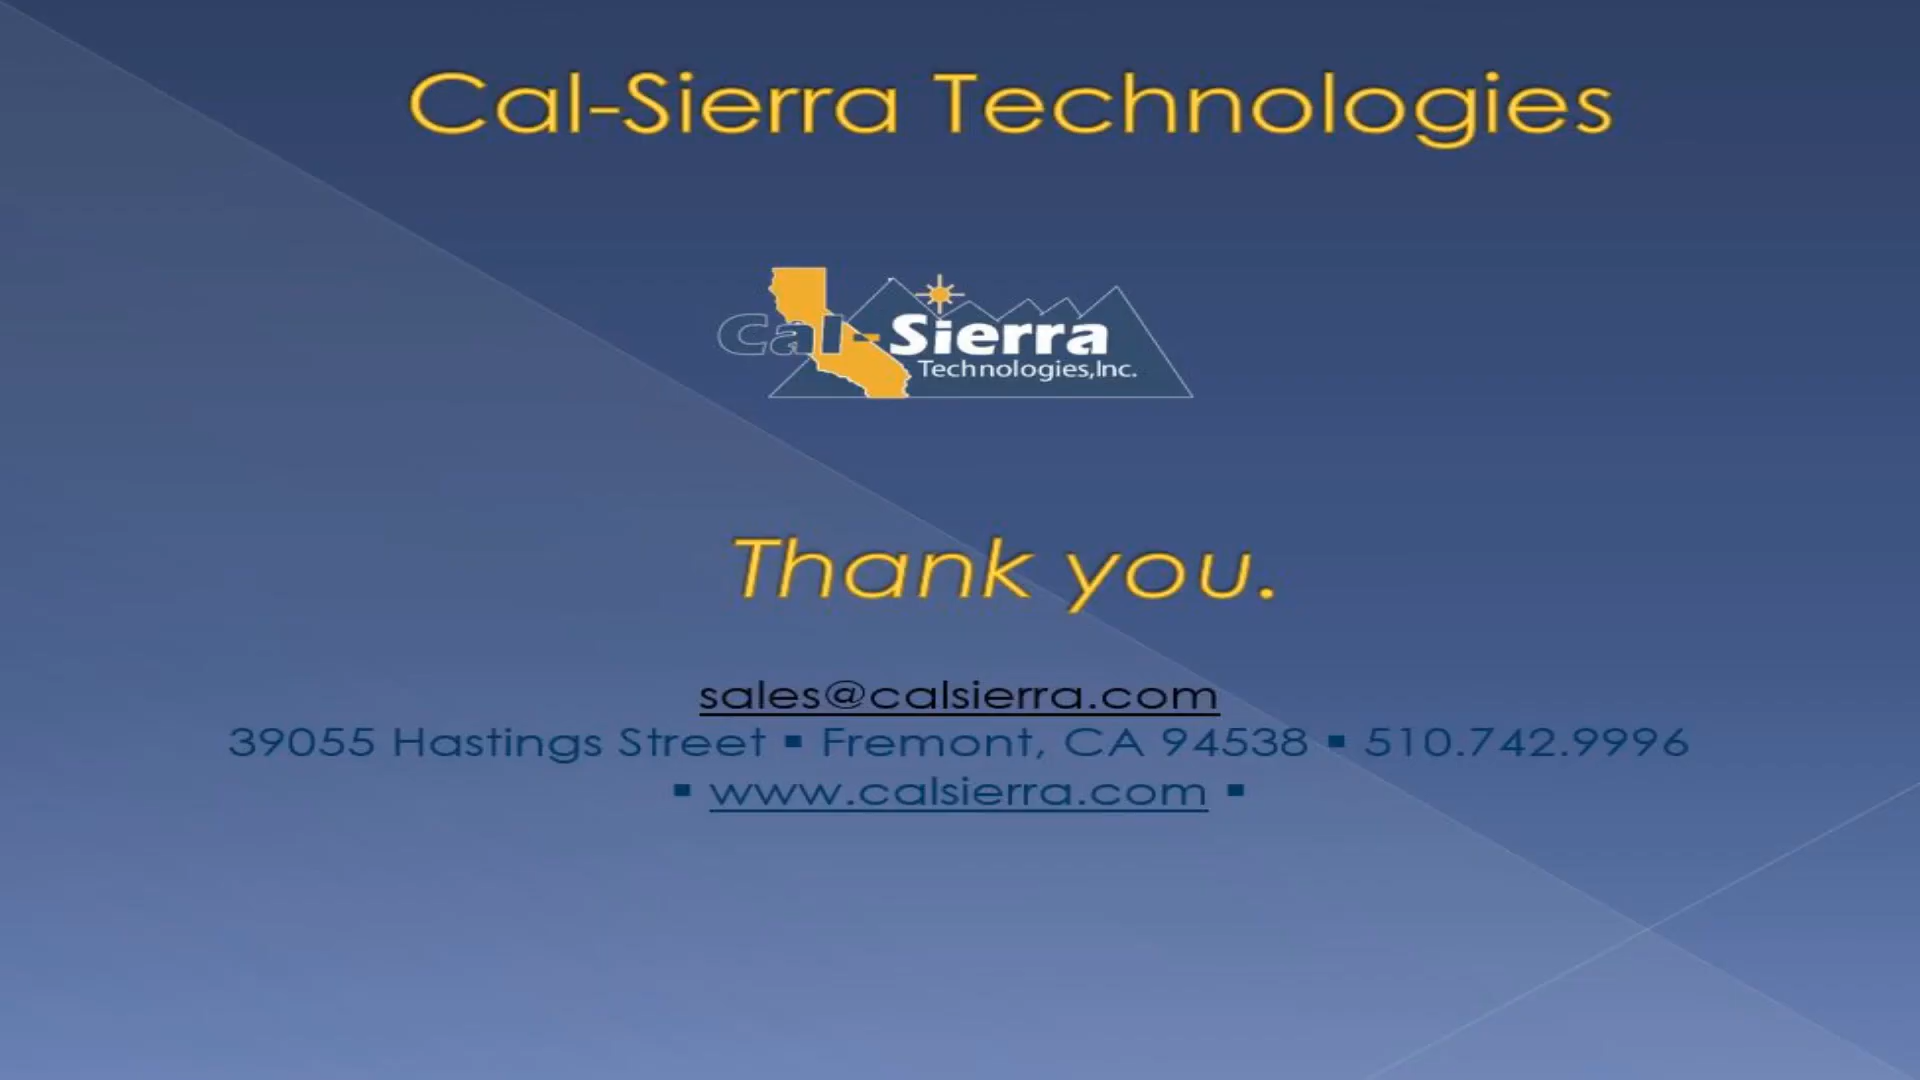 Cal-Sierra Technologies
Cal-Sierra
Technologies,Inc.
Thank you.
sales@calsierra.com
39055 Hastings Street ▪ Fremont, CA 94538 ▪ 510.742.9996
▪ www.calsierra.com ▪